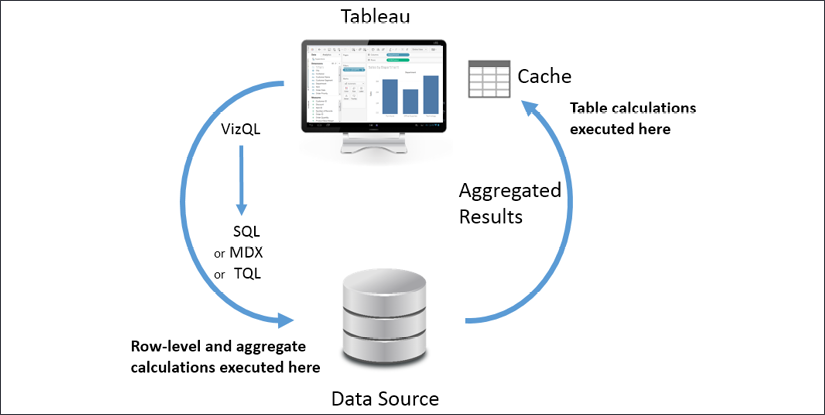 Tableau
VizQL
SQL
or MDX
or TQL
Row-level and aggregate
calculations executed here
Data Source
Aggregated
Results
Cache
Table calculations
executed here